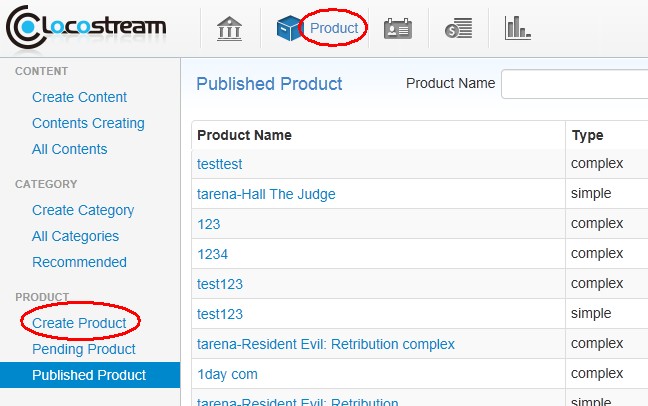 Locostream
Product
CONTENT
Create Content
Contents Creating
All Contents
CATEGORY
Create Category
All Categories
Recommended
PRODUCT
Create Product
Pending Product
Published Product
Published Product Product Name
Product Name Type
testtest complex
tarena-Hall The Judge simple
123 complex
1234 complex
test123 complex
test123 simple
tarena-Resident Evil: Retribution complex complex
1day com complex
tarena-Resident Evil: Retribution simple